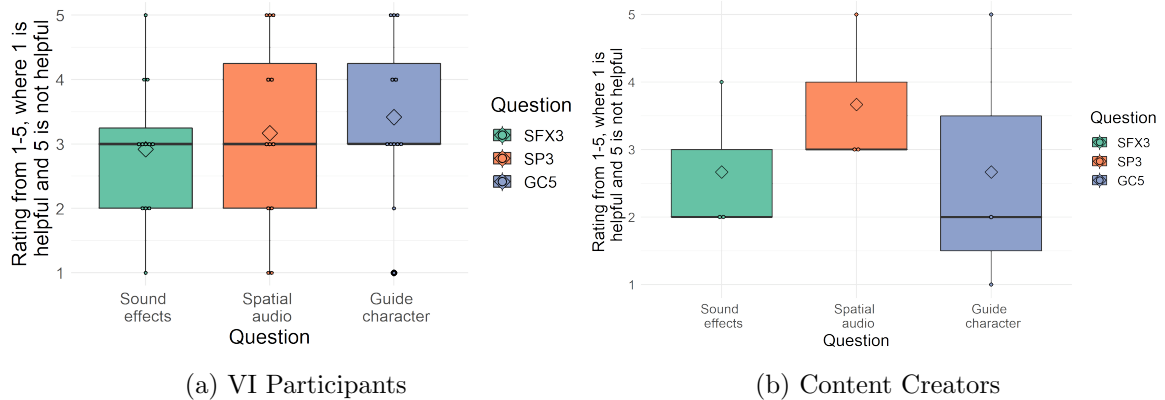 Rating from 1-5, where 1 is
helpful and 5 is not helpful
5
4
3
2
1
Sound
effects
Spatial
audio
Guide
character
Question
Question
SFX3
SP3
GC5
(a) VI Participants
Rating from 1-5, where 1 is
helpful and 5 is not helpful
5
4
3
2
1
Sound
effects
Spatial
audio
Guide
character
Question
Question
SFX3
SP3
GC5
(b) Content Creators